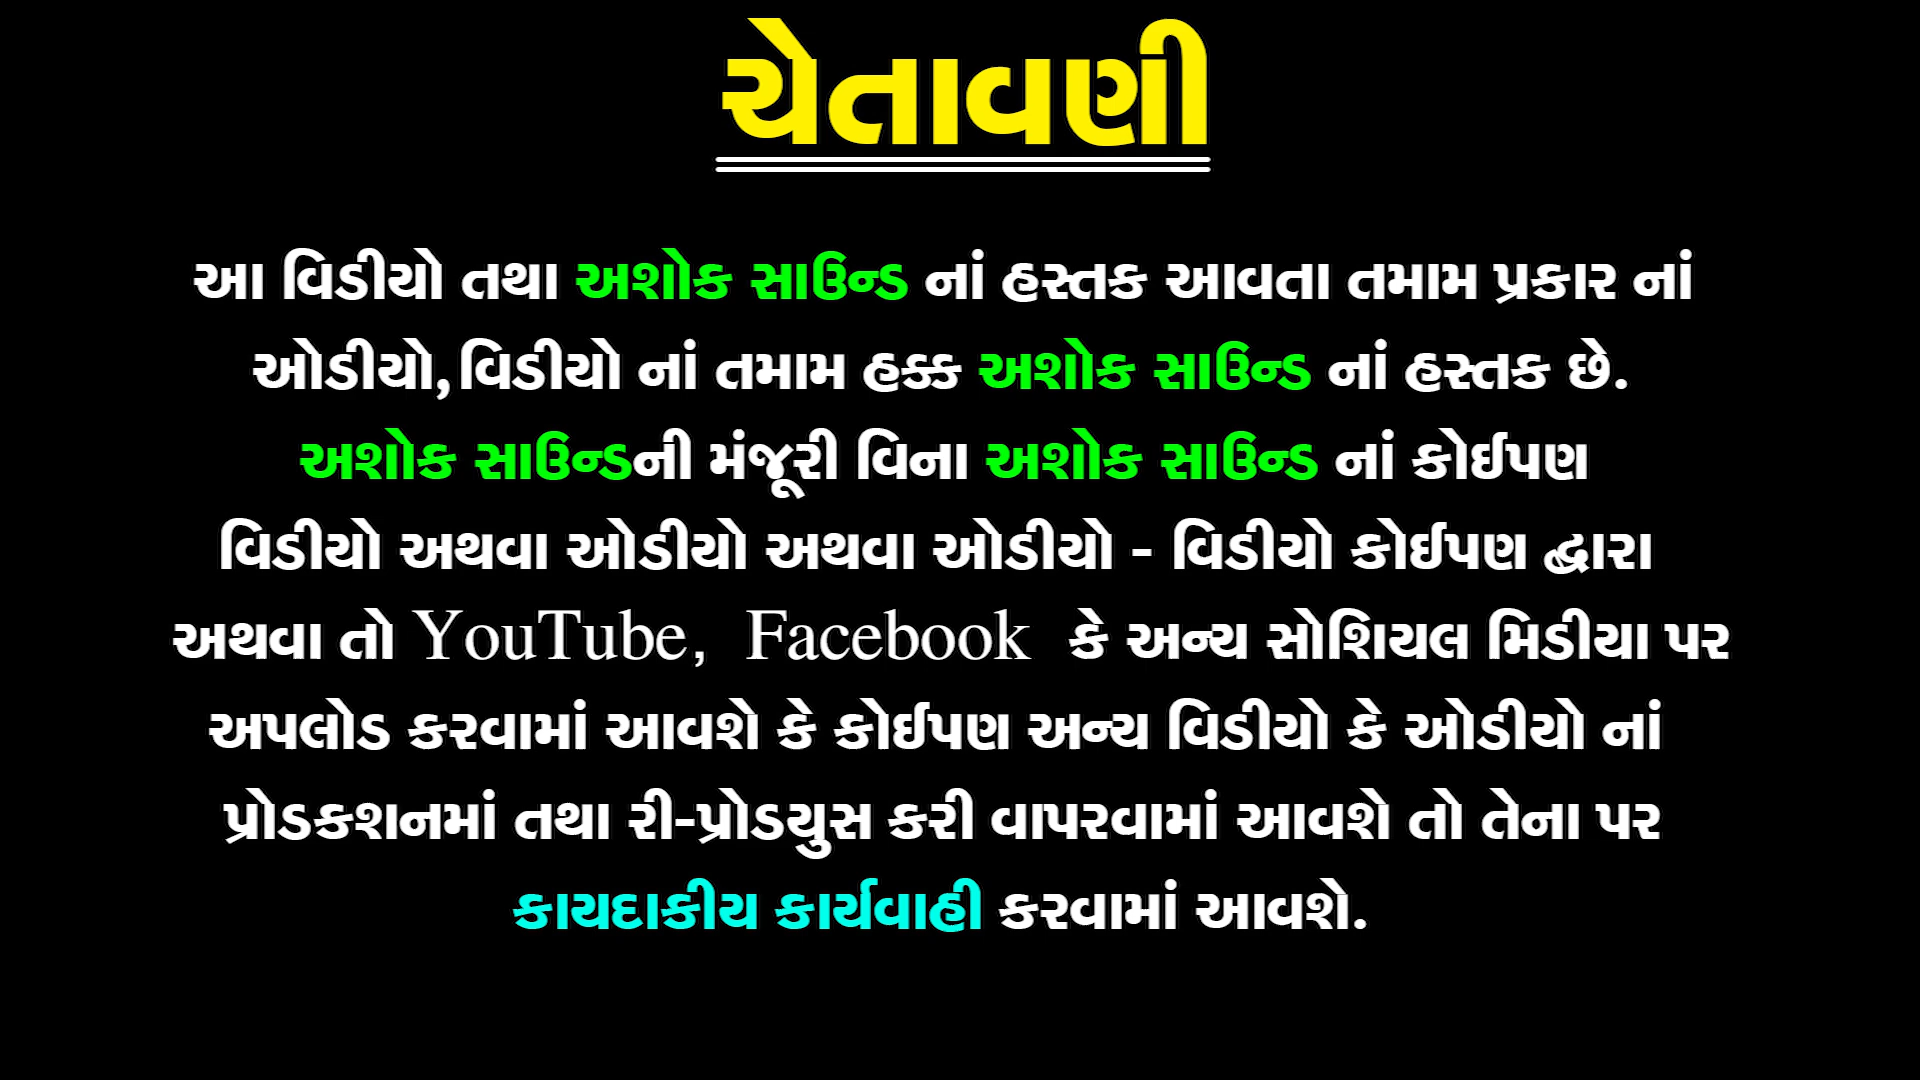 ચેતાવણી
આ વિડીયો તથા અશોક સાઉન્ડ નાં હસ્તક આવતા તમામ પ્રકાર નાં
ઓડીયો,વિડીયો નાં તમામ હક્ક અશોક સાઉન્ડ નાં હસ્તક છે.
અશોક સાઉન્ડની મંજૂરી વિના અશોક સાઉન્ડ નાં કોઈપણ
વિડીયો અથવા ઓડીયો અથવા ઓડીયો - વિડીયો કોઈપણ દ્વારા
અથવા તો YouTube, Facebook કે અન્ય સોશિયલ મિડીયા પર
અપલોડ કરવામાં આવશે કે કોઈપણ અન્ય વિડીયો કે ઓડીયો નાં
પ્રોડકશનમાં તથા રી-પ્રોડયુસ કરી વાપરવામાં આવશે તો તેના પર
કાયદાકીય કાર્યવાહી કરવામાં આવશે.